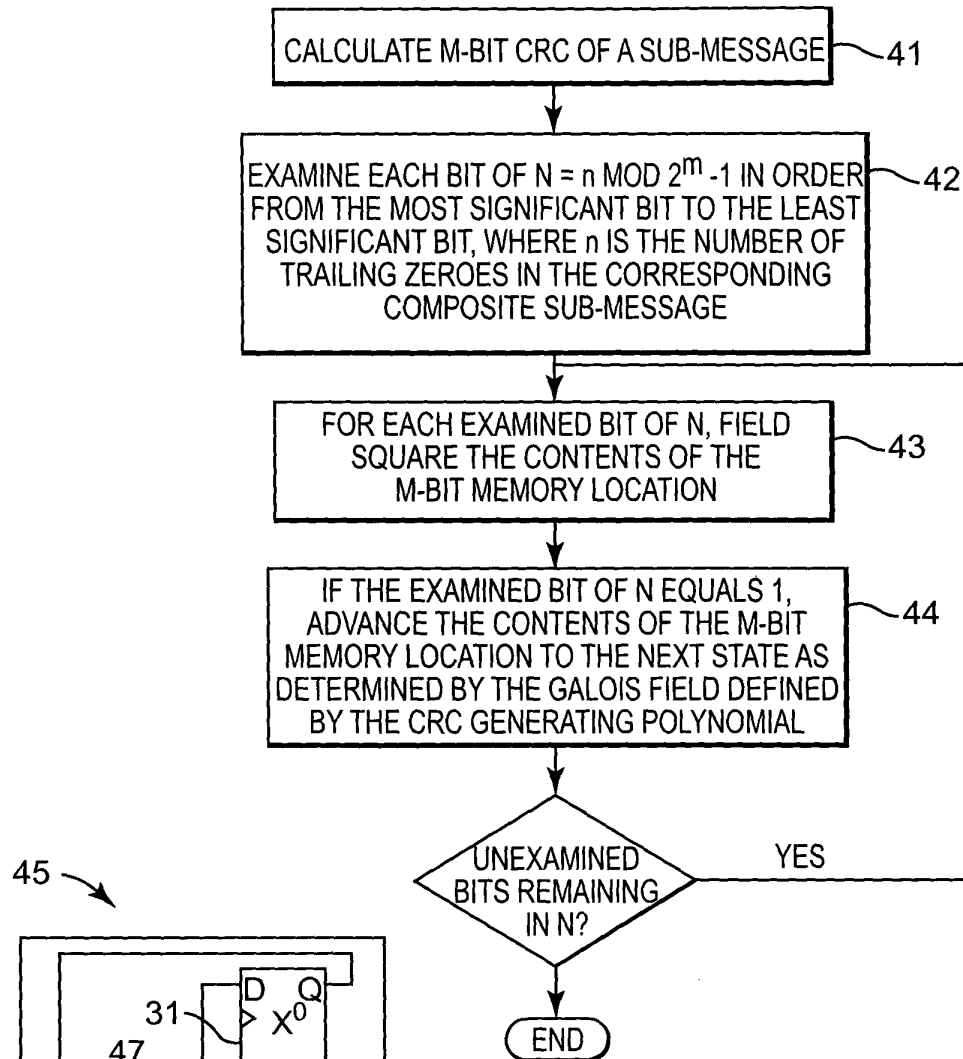 CALCULATE M-BIT CRC OF A SUB-MESSAGE
41
EXAMINE EACH BIT OF N = n MOD 2^m -1 IN ORDER
FROM THE MOST SIGNIFICANT BIT TO THE LEAST
SIGNIFICANT BIT, WHERE n IS THE NUMBER OF
TRAILING ZEROES IN THE CORRESPONDING
COMPOSITE SUB-MESSAGE
42
FOR EACH EXAMINED BIT OF N, FIELD
SQUARE THE CONTENTS OF THE
M-BIT MEMORY LOCATION
43
IF THE EXAMINED BIT OF N EQUALS 1,
ADVANCE THE CONTENTS OF THE M-BIT
MEMORY LOCATION TO THE NEXT STATE AS
DETERMINED BY THE GALOIS FIELD DEFINED
BY THE CRC GENERATING POLYNOMIAL
44
UNEXAMINED
BITS REMAINING
IN N?
YES
END
45
D Q
31
X^0
47